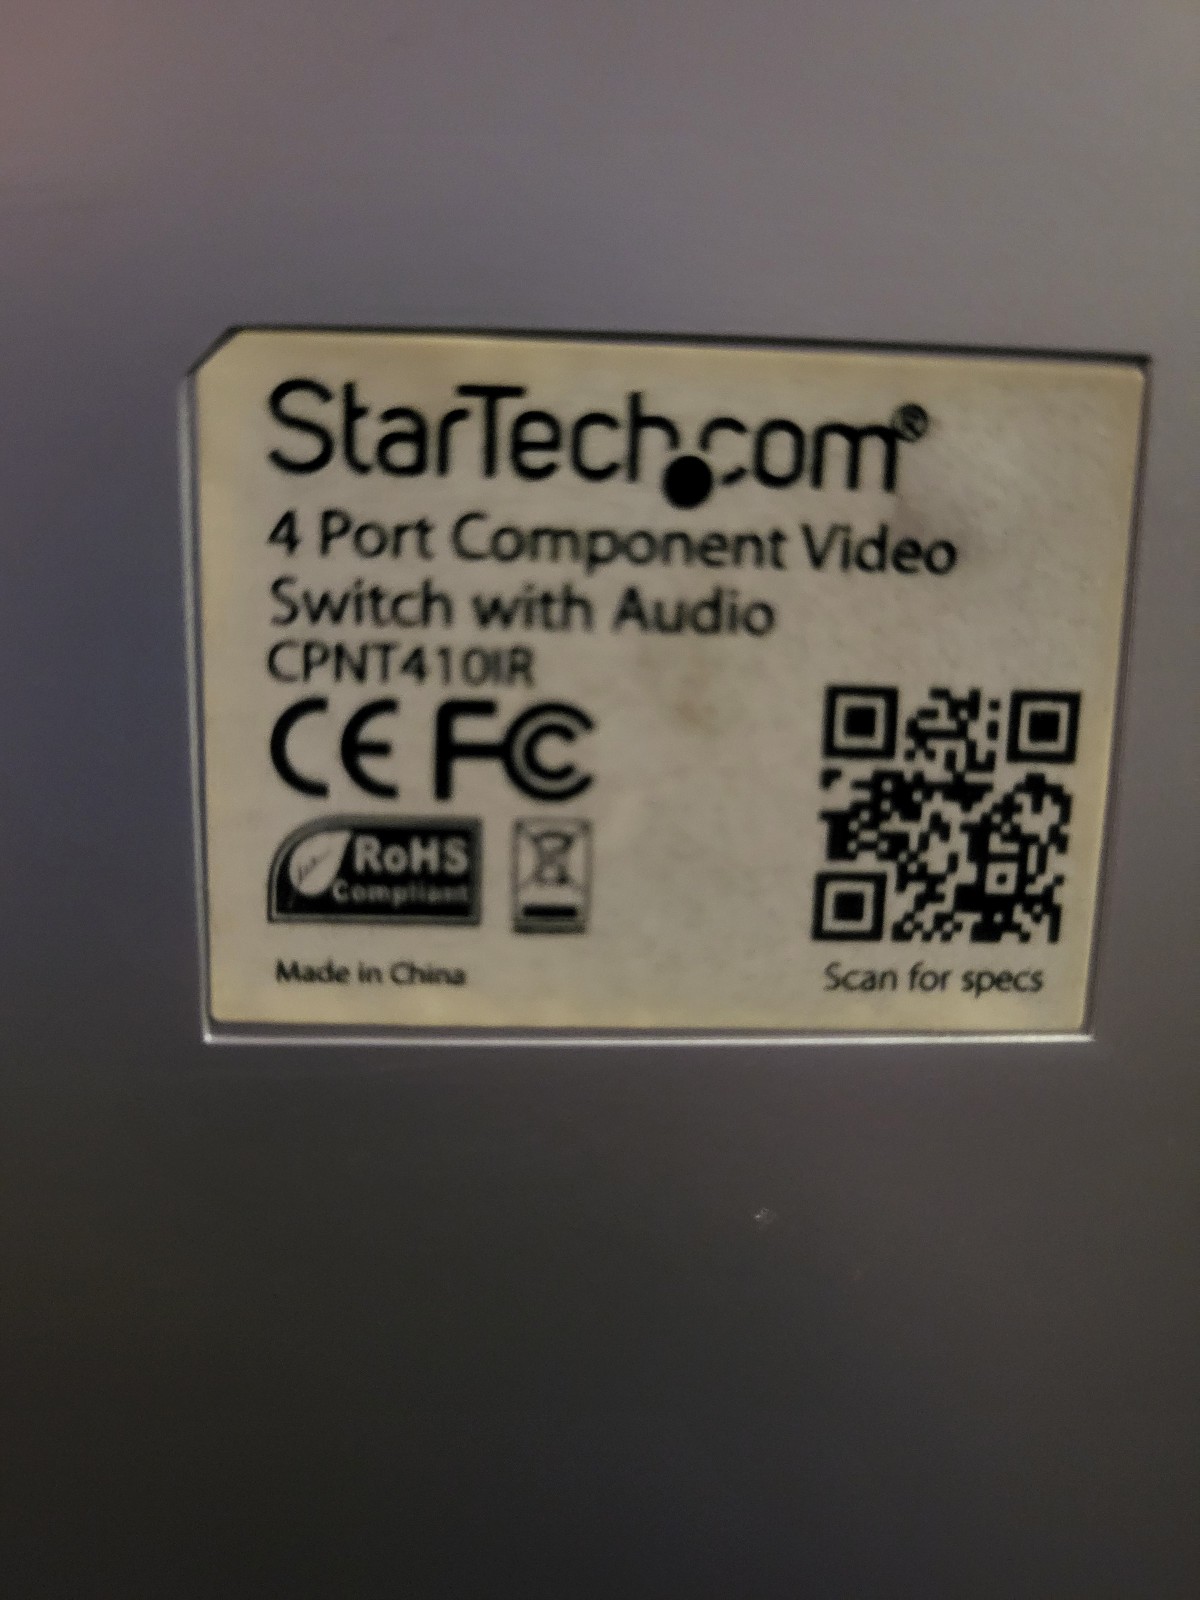 StarTech.com®
4 Port Component Video
Switch with Audio
CPNT410IR
CE FC
RoHS
Compliant
Made in China
Scan for specs